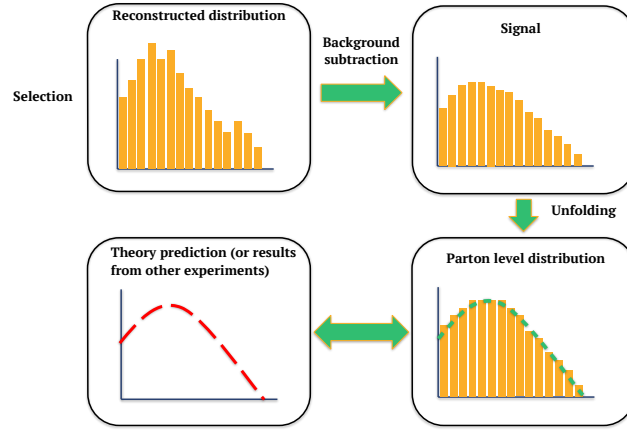 Reconstructed distribution
Background
subtraction
Signal
Selection
Unfolding
Theory prediction (or results
from other experiments)
Parton level distribution